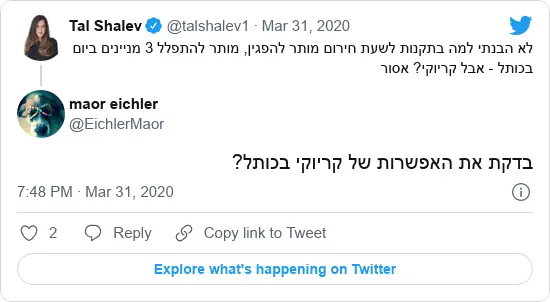 Tal Shalev @talshalev1 · Mar 31, 2020
לא הבנתי למה בתקנות לשעת חירום מותר להפגין, מותר להתפלל 3 מניינים ביום
בכותל - אבל קריוקי? אסור
maor eichler
@EichlerMaor
בדקת את האפשרות של קריוקי בכותל?
7:48 PM · Mar 31, 2020
2 Reply Copy link to Tweet
Explore what's happening on Twitter